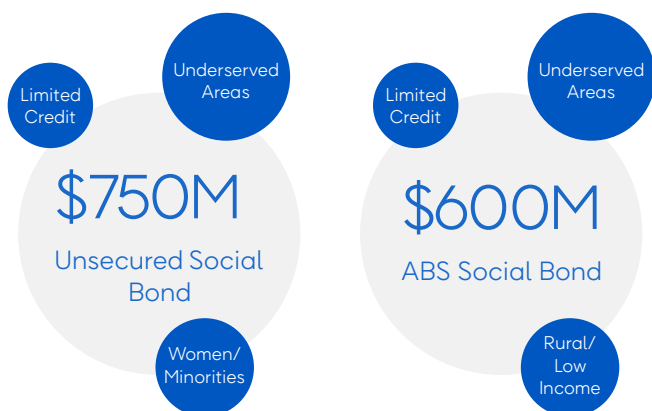 Limited
Credit
Underserved
Areas
$750M
Unsecured Social
Bond
Women/
Minorities
Limited
Credit
Underserved
Areas
$600M
ABS Social Bond
Rural/
Low
Income